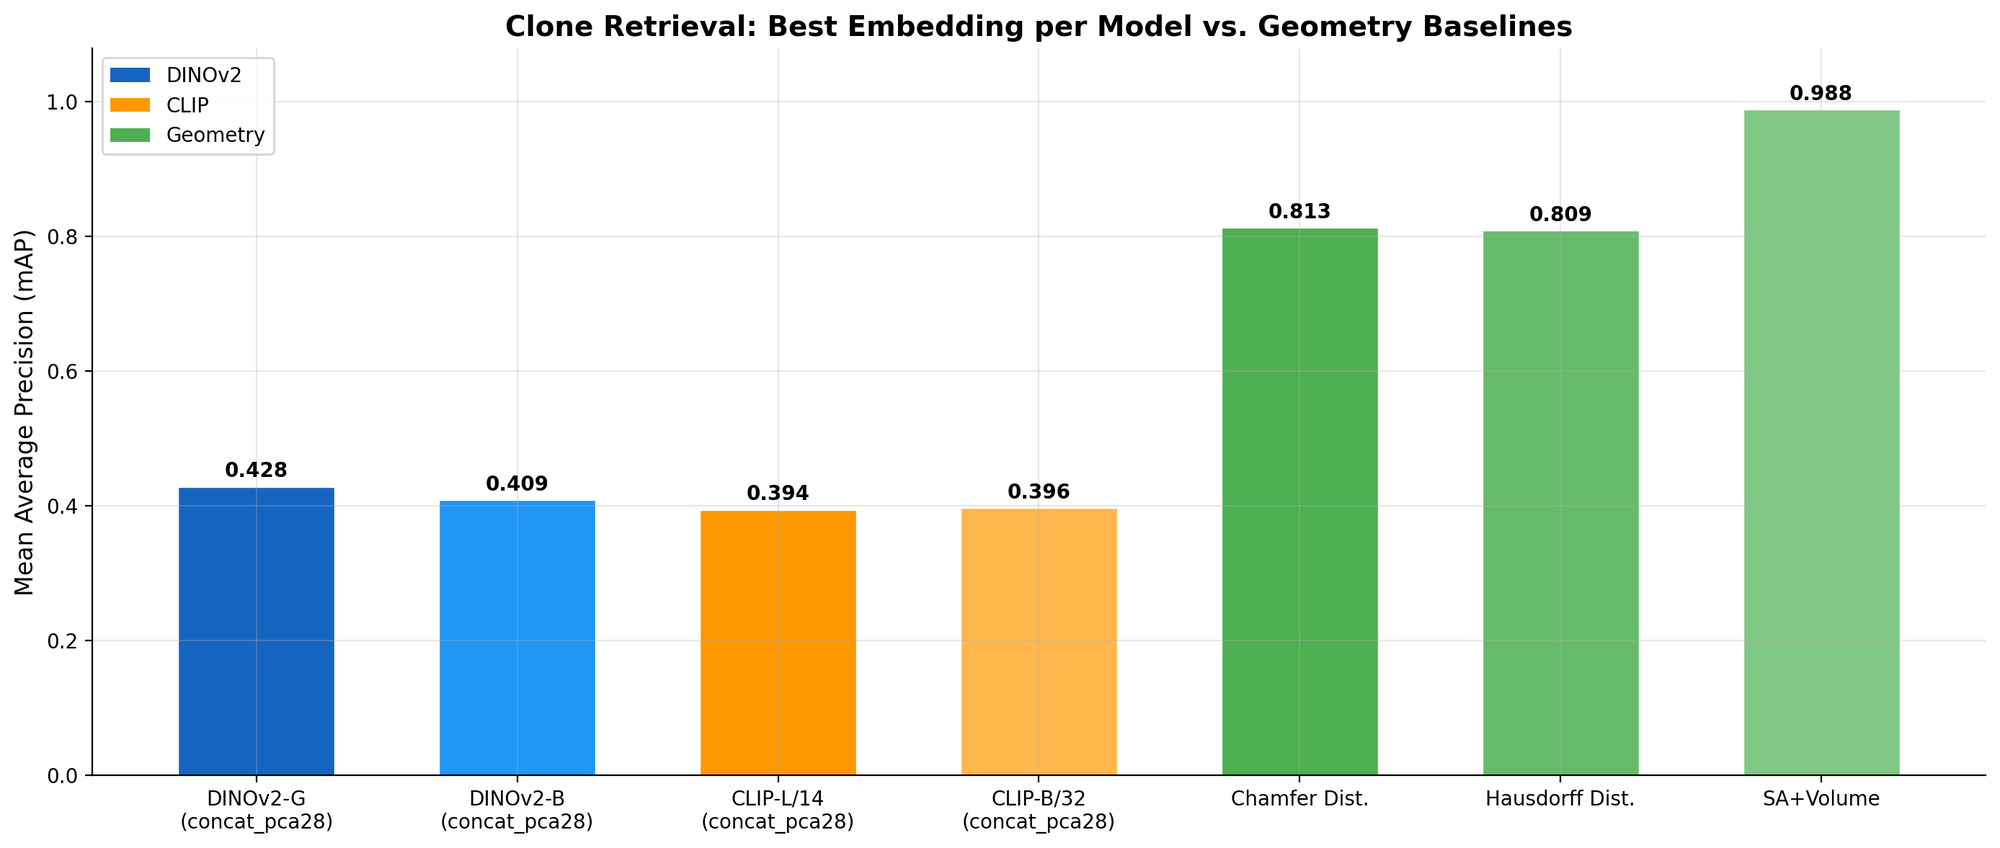 Clone Retrieval: Best Embedding per Model vs. Geometry Baselines
DINOv2
CLIP
Geometry
Mean Average Precision (mAP)
1.0
0.8
0.6
0.4
0.2
0.0
0.428
0.409
0.394
0.396
0.813
0.809
0.988
DINOv2-G
(concat_pca28)
DINOv2-B
(concat_pca28)
CLIP-L/14
(concat_pca28)
CLIP-B/32
(concat_pca28)
Chamfer Dist.
Hausdorff Dist.
SA+Volume